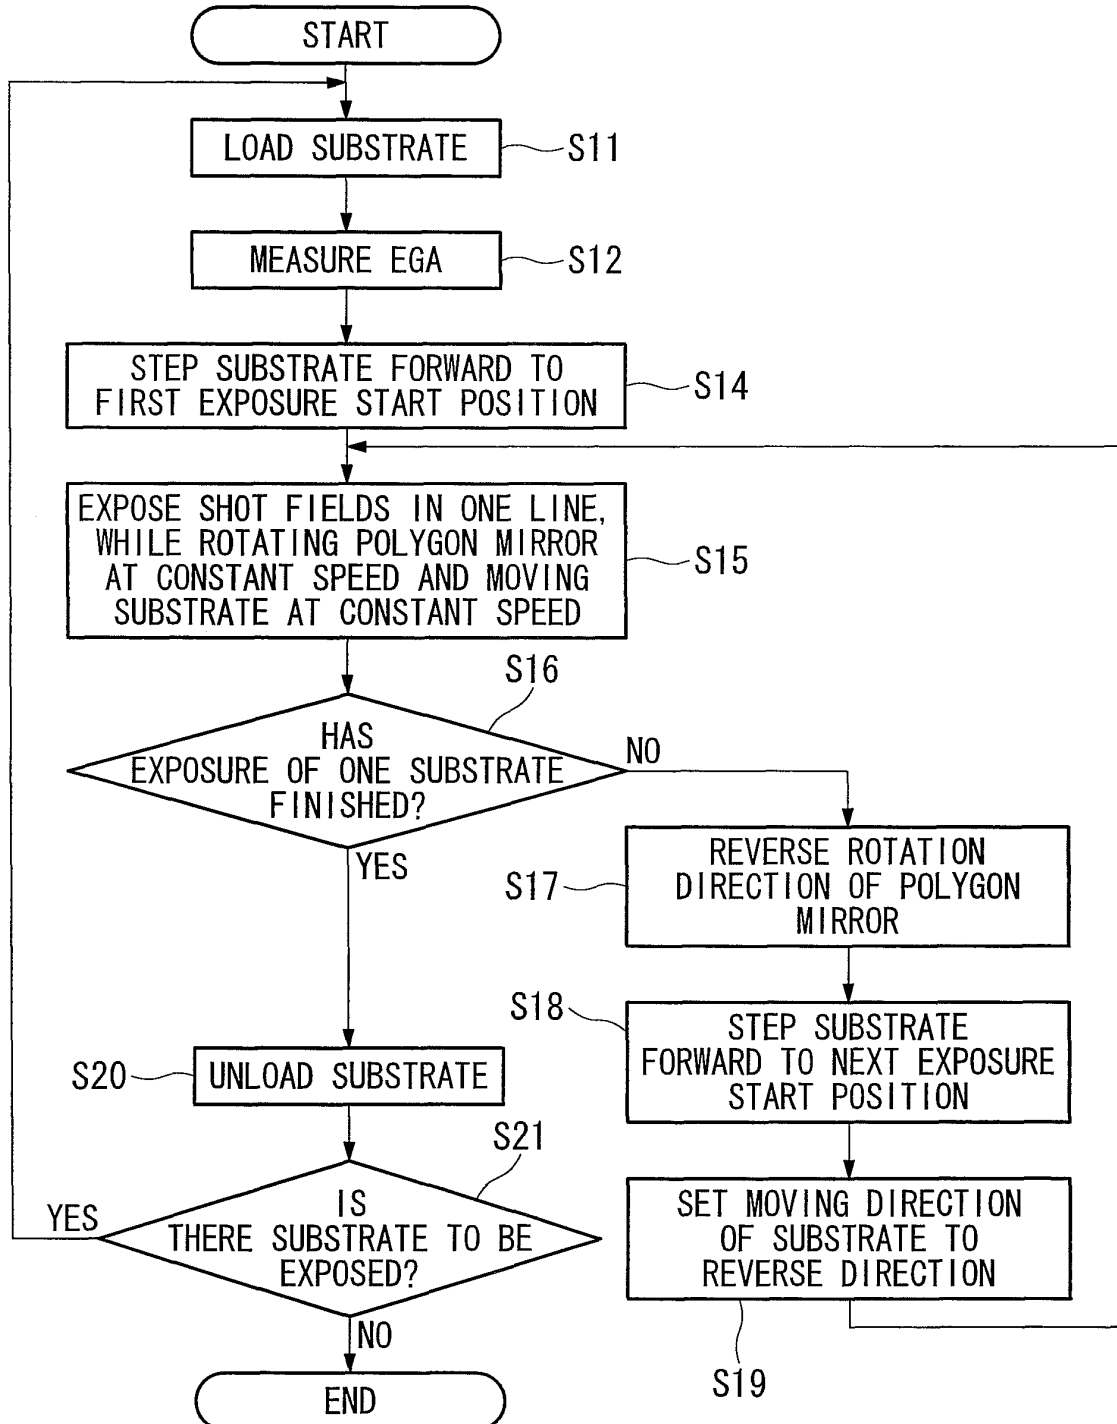 START
LOAD SUBSTRATE
S11
MEASURE EGA
S12
STEP SUBSTRATE FORWARD TO
FIRST EXPOSURE START POSITION
S14
EXPOSE SHOT FIELDS IN ONE LINE,
WHILE ROTATING POLYGON MIRROR
AT CONSTANT SPEED AND MOVING
SUBSTRATE AT CONSTANT SPEED
S15
S16
HAS
EXPOSURE OF ONE SUBSTRATE
FINISHED?
NO
YES
REVERSE ROTATION
DIRECTION OF POLYGON
MIRROR
S17
S18
STEP SUBSTRATE
FORWARD TO NEXT EXPOSURE
START POSITION
S20
UNLOAD SUBSTRATE
S21
IS
THERE SUBSTRATE TO BE
EXPOSED?
YES
NO
SET MOVING DIRECTION
OF SUBSTRATE TO
REVERSE DIRECTION
S19
END